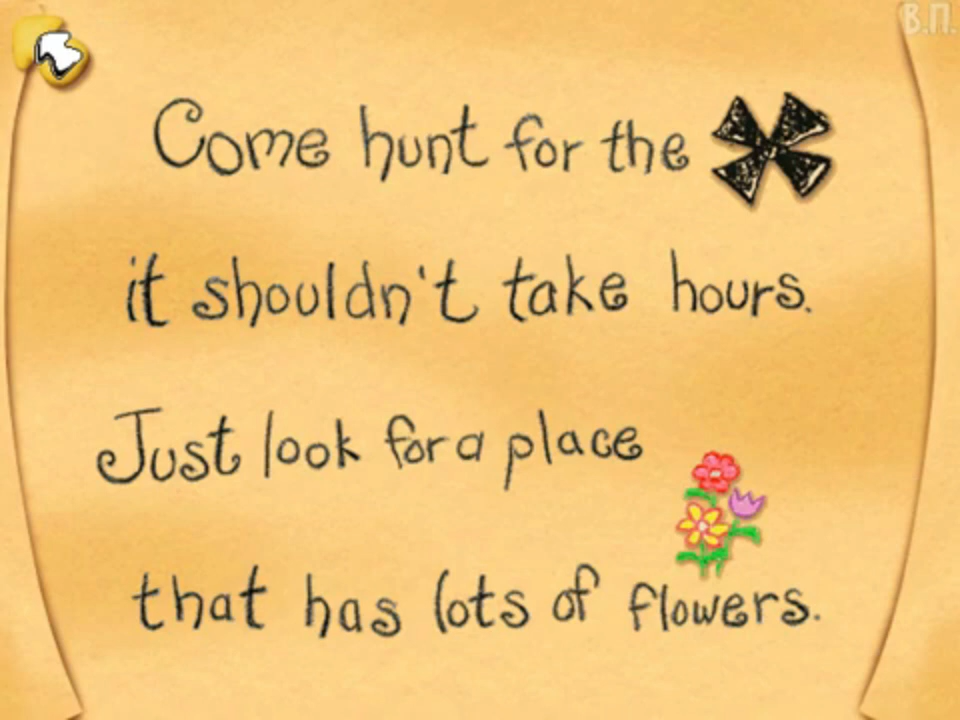 В.П.
Come hunt for the
it shouldn't take hours.
Just look for a place
that has lots of flowers.